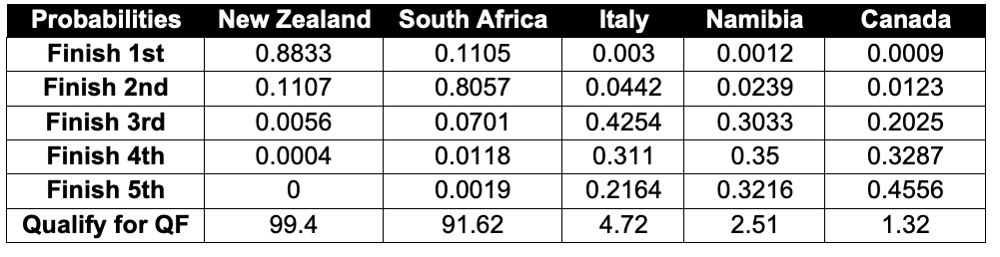 Probabilities New Zealand South Africa Italy Namibia Canada
Finish 1st 0.8833 0.1105 0.003 0.0012 0.0009
Finish 2nd 0.1107 0.8057 0.0442 0.0239 0.0123
Finish 3rd 0.0056 0.0701 0.4254 0.3033 0.2025
Finish 4th 0.0004 0.0118 0.311 0.35 0.3287
Finish 5th 0 0.0019 0.2164 0.3216 0.4556
Qualify for QF 99.4 91.62 4.72 2.51 1.32